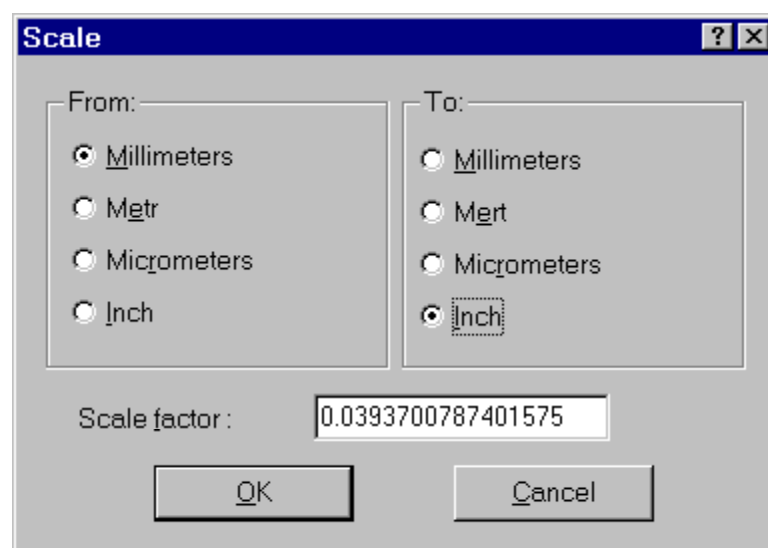 Scale
From:
Millimeters
Metr
Micrometers
Inch
To:
Millimeters
Mert
Micrometers
Inch
Scale factor :
0.0393700787401575
OK
Cancel